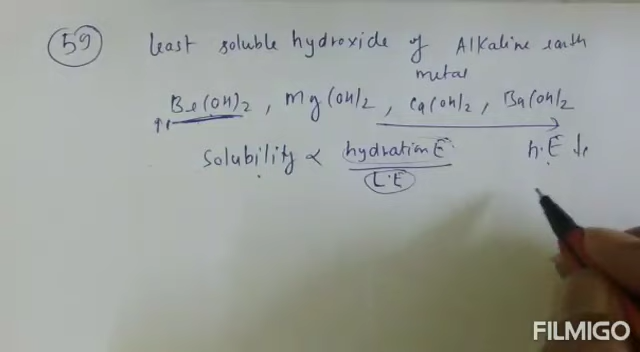 59 Least soluble hydroxide of Alkaline earth
metal
Be(OH)2, Mg(OH)2, Ca(OH)2, Ba(OH)2
Solubility ∝ hydration E / L.E h.E ↓
FILMIGO